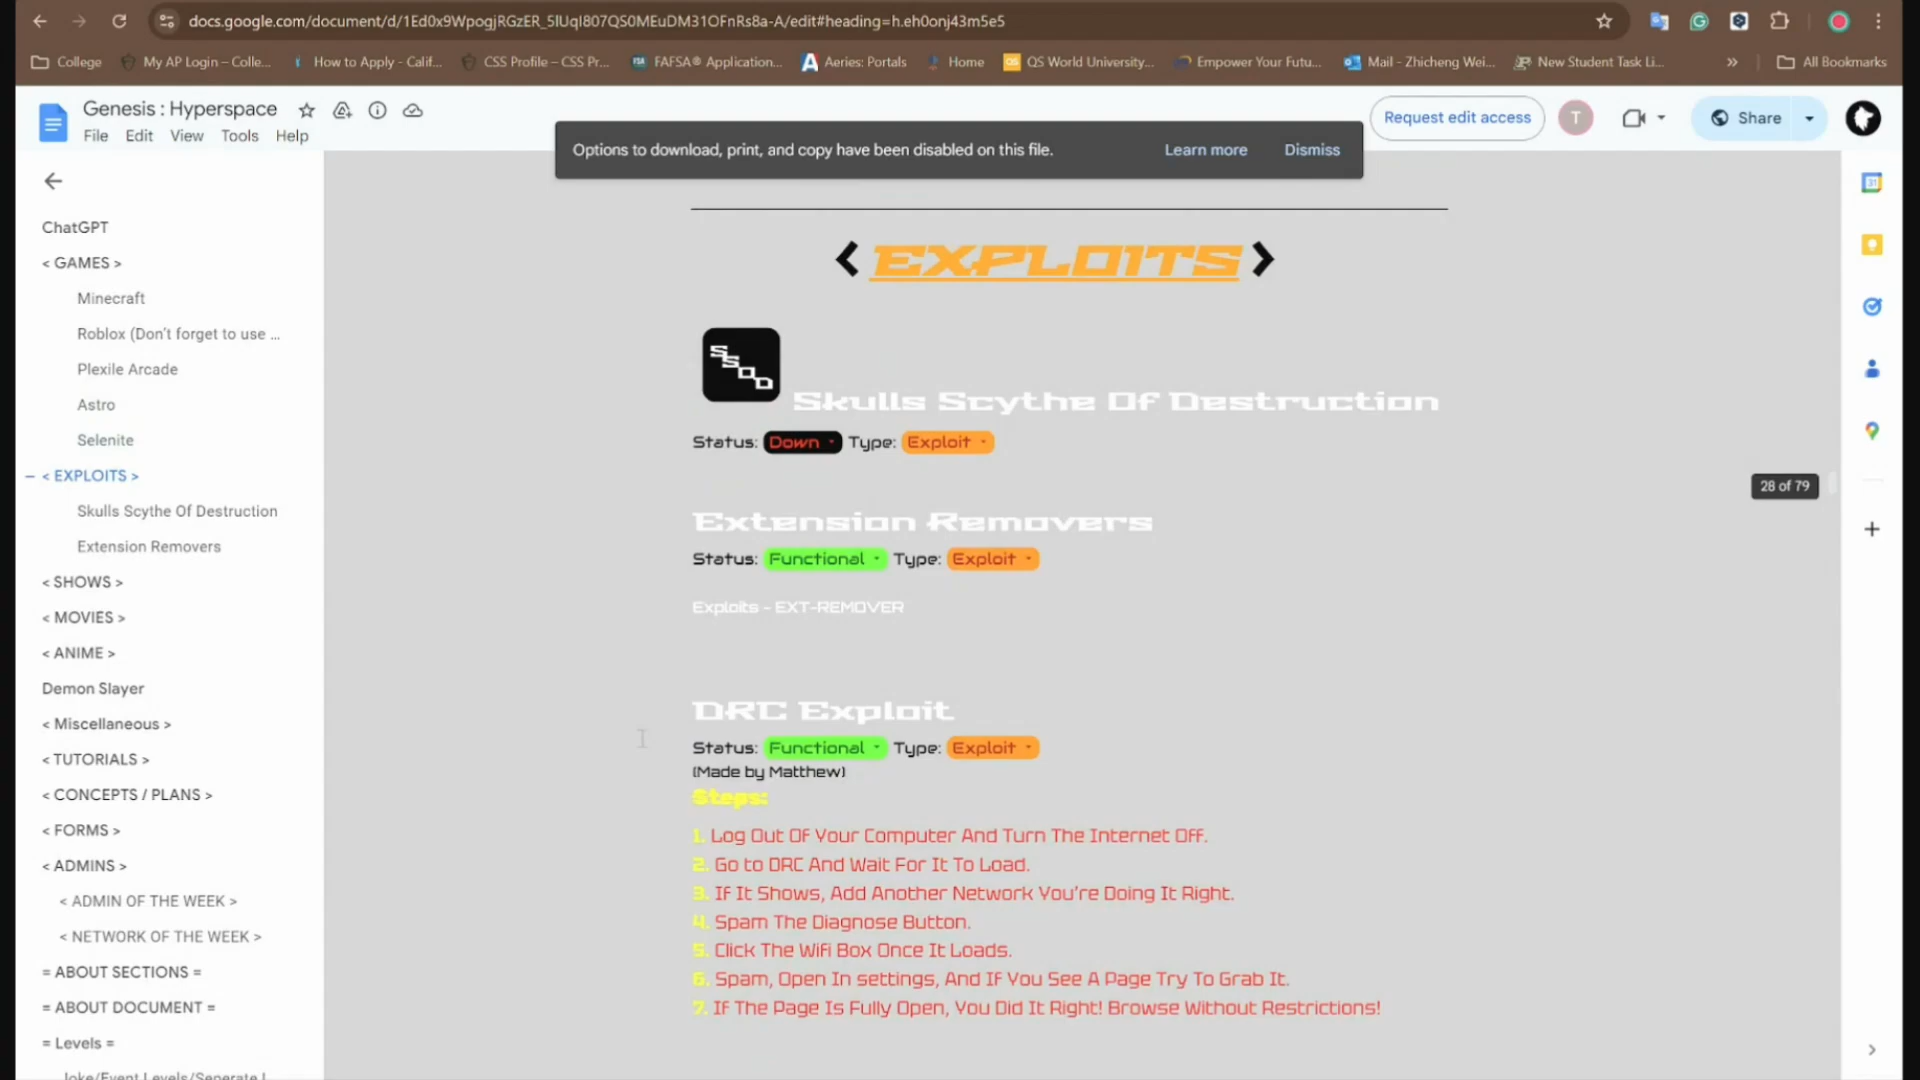 docs.google.com/document/d/1Ed0x9WpogjRGzER_5lUql807QS0MEuDM31OFnRs8a-A/edit#heading=h.eh0onj43m5e5
College
My AP Login – Colle...
How to Apply - Calif...
CSS Profile – CSS Pr...
FAFSA® Application...
Aeries: Portals
Home
QS World University...
Empower Your Futu...
Mail - Zhicheng Wei...
New Student Task Li...
»
All Bookmarks
Genesis : Hyperspace
File Edit View Tools Help
Request edit access
T
Share
Options to download, print, and copy have been disabled on this file.
Learn more
Dismiss
ChatGPT
< GAMES >
Minecraft
Roblox (Don't forget to use ...
Plexile Arcade
Astro
Selenite
< EXPLOITS >
Skulls Scythe Of Destruction
Extension Removers
< SHOWS >
< MOVIES >
< ANIME >
Demon Slayer
< Miscellaneous >
< TUTORIALS >
< CONCEPTS / PLANS >
< FORMS >
< ADMINS >
< ADMIN OF THE WEEK >
< NETWORK OF THE WEEK >
= ABOUT SECTIONS =
= ABOUT DOCUMENT =
= Levels =
Joke/Event Levels/Seperate L
< EXPLOITS >
SSOD
Skulls Scythe Of Destruction
Status: Down Type: Exploit
Extension Removers
Status: Functional Type: Exploit
Exploits - EXT-REMOVER
DRC Exploit
Status: Functional Type: Exploit
(Made by Matthew)
Steps:
1. Log Out Of Your Computer And Turn The Internet Off.
2. Go to DRC And Wait For It To Load.
3. If It Shows, Add Another Network You're Doing It Right.
4. Spam The Diagnose Button.
5. Click The Wifi Box Once It Loads.
6. Spam, Open In settings, And If You See A Page Try To Grab It.
7. If The Page Is Fully Open, You Did It Right! Browse Without Restrictions!
28 of 79
31